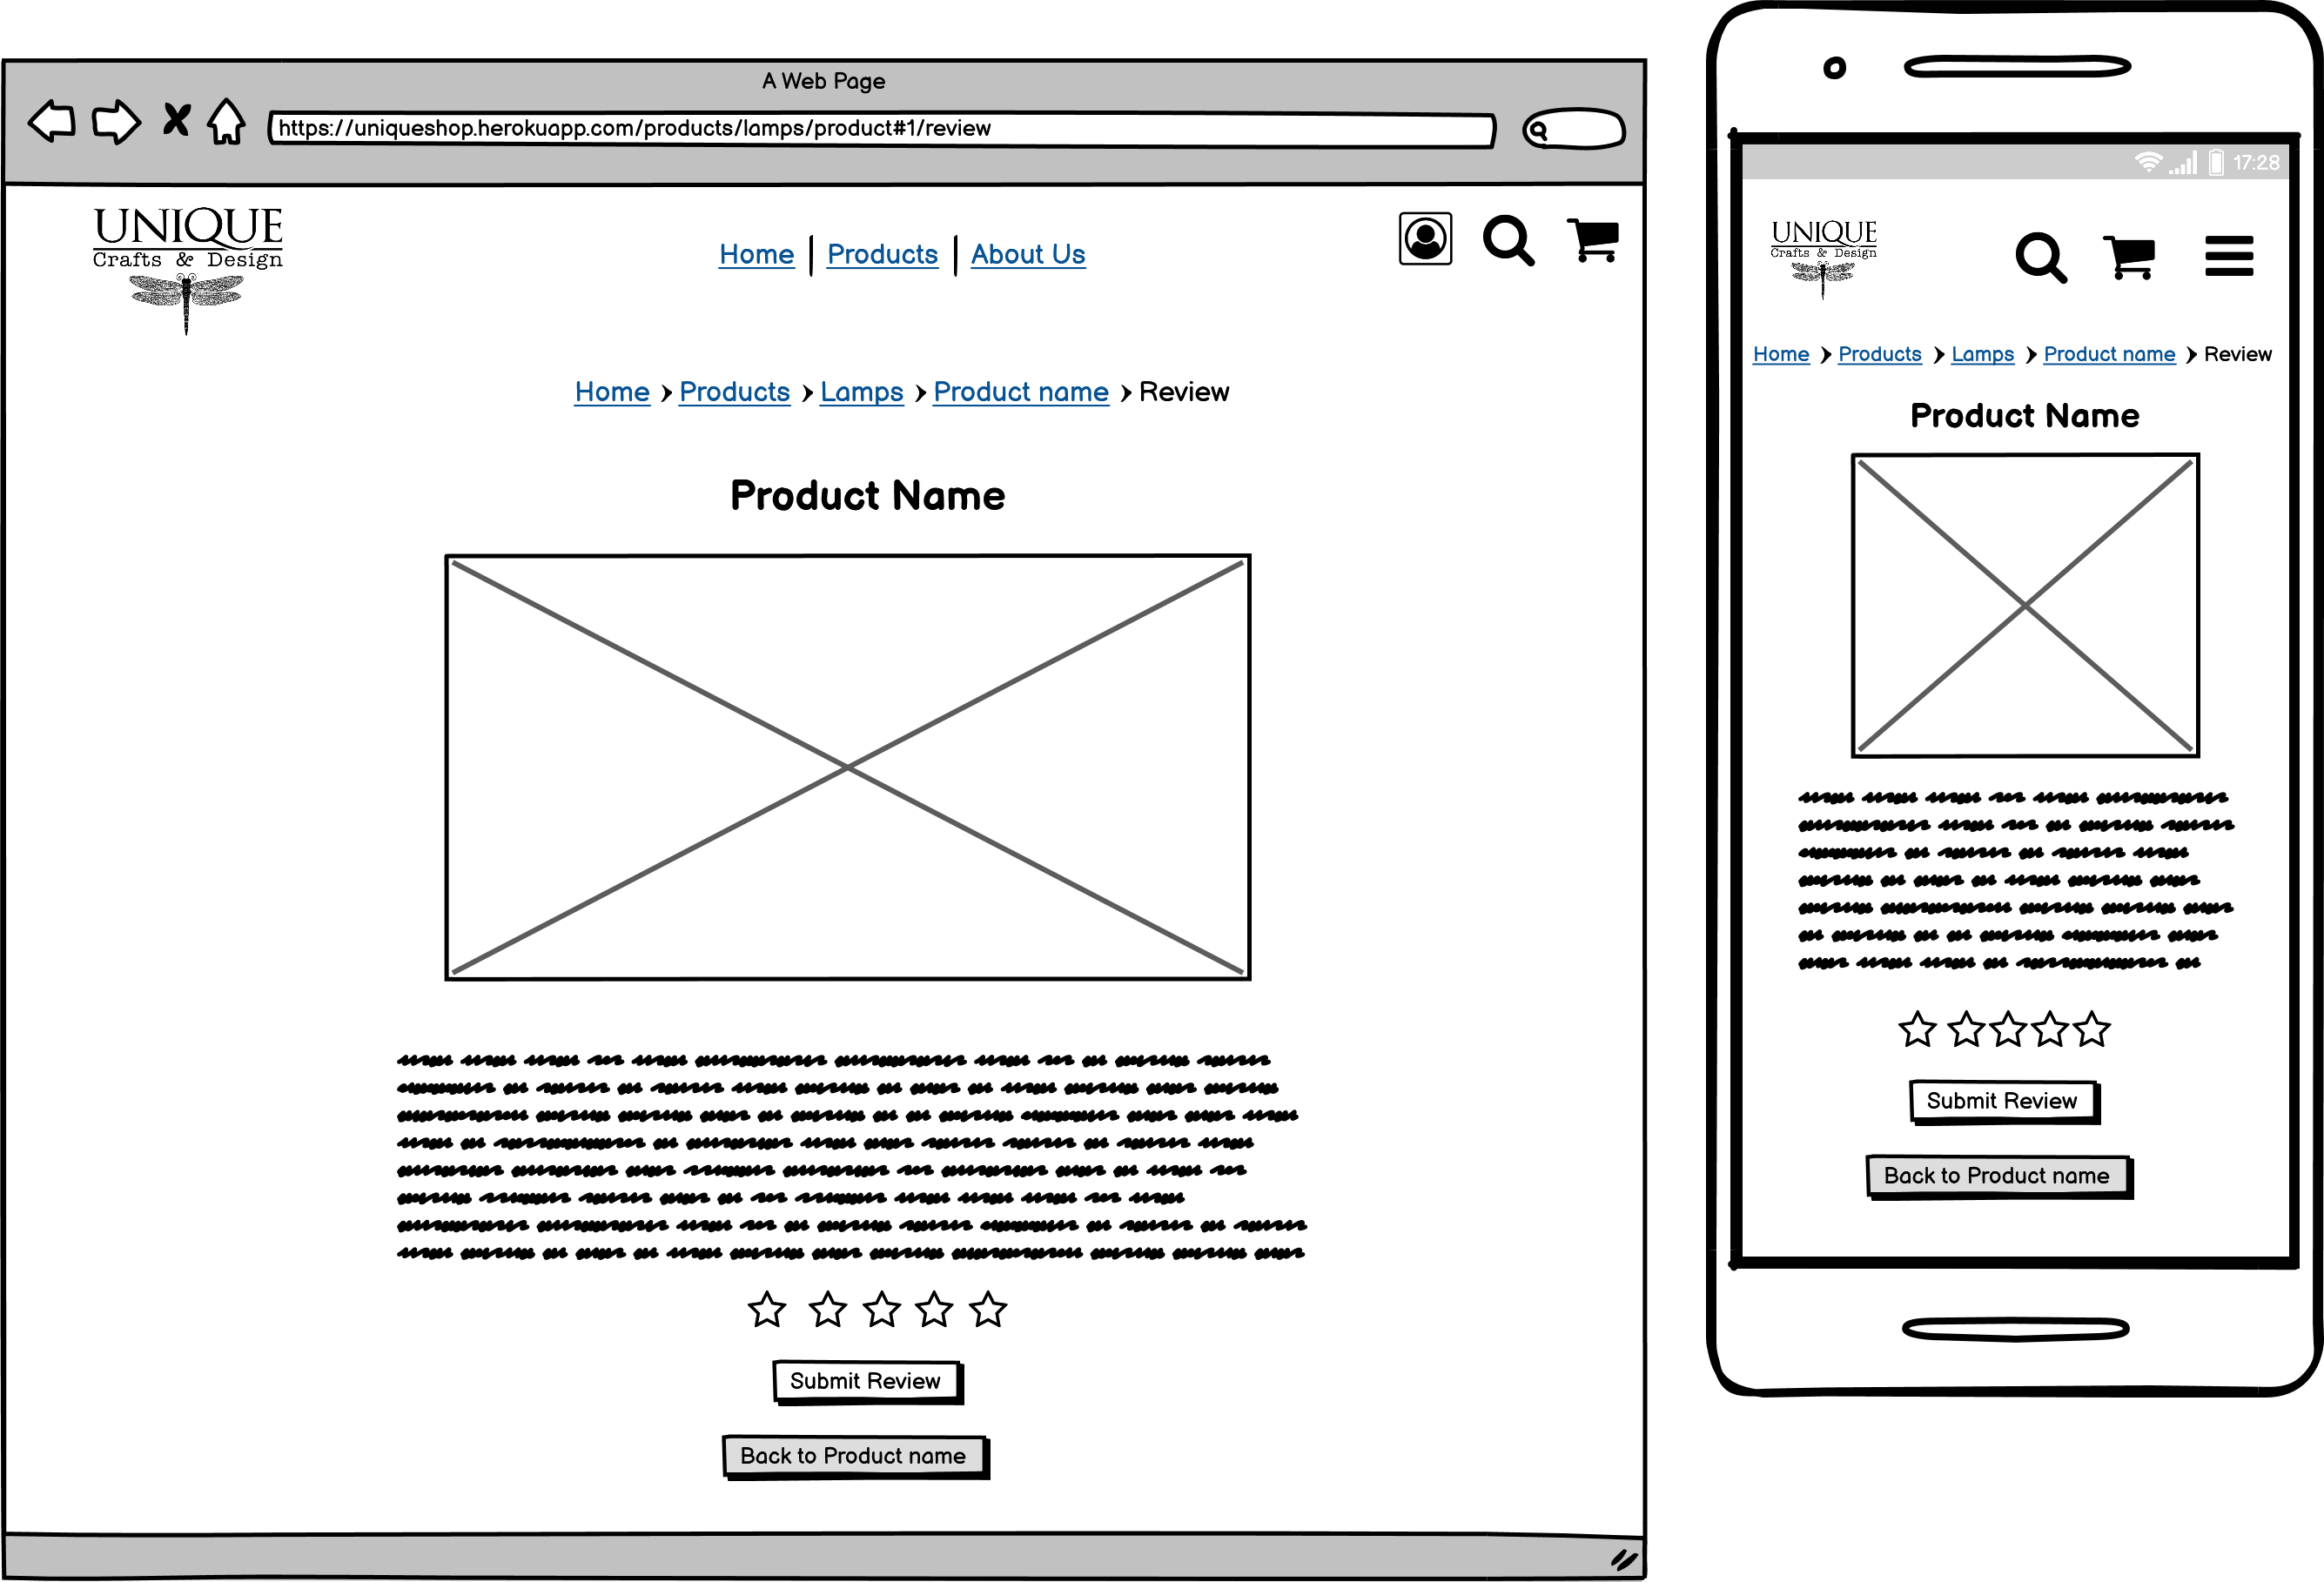 A Web Page
https://uniqueshop.herokuapp.com/products/lamps/product#1/review
UNIQUE
Crafts & Design
Home | Products | About Us
Home > Products > Lamps > Product name > Review
Product Name
Submit Review
Back to Product name
17:28
UNIQUE
Crafts & Design
Home > Products > Lamps > Product name > Review
Product Name
Submit Review
Back to Product name